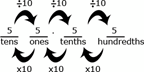 ÷10 ÷10 ÷10
5 5 . 5 5
tens ones tenths hundredths
x10 x10 x10